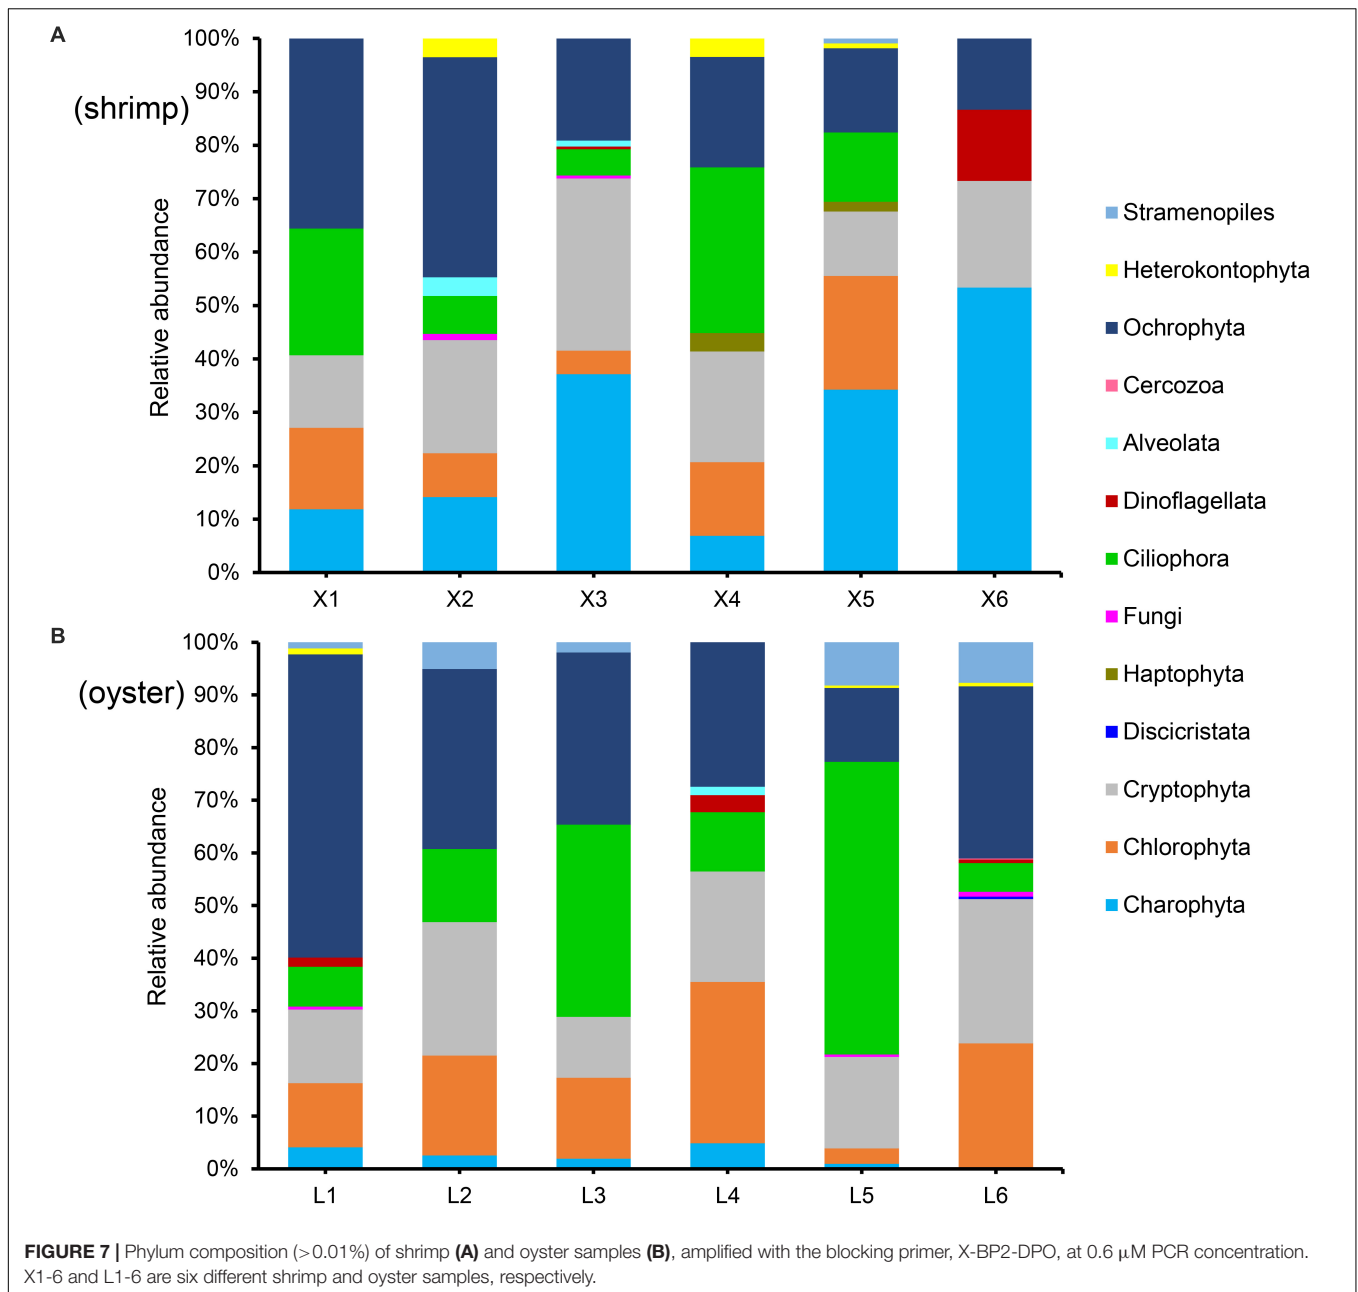 A
(shrimp)
Relative abundance
100%
90%
80%
70%
60%
50%
40%
30%
20%
10%
0%
X1 X2 X3 X4 X5 X6
B
(oyster)
Relative abundance
100%
90%
80%
70%
60%
50%
40%
30%
20%
10%
0%
L1 L2 L3 L4 L5 L6
Stramenopiles
Heterokontophyta
Ochrophyta
Cercozoa
Alveolata
Dinoflagellata
Ciliophora
Fungi
Haptophyta
Discicristata
Cryptophyta
Chlorophyta
Charophyta
FIGURE 7 | Phylum composition (>0.01%) of shrimp (A) and oyster samples (B), amplified with the blocking primer, X-BP2-DPO, at 0.6 μM PCR concentration.
X1-6 and L1-6 are six different shrimp and oyster samples, respectively.